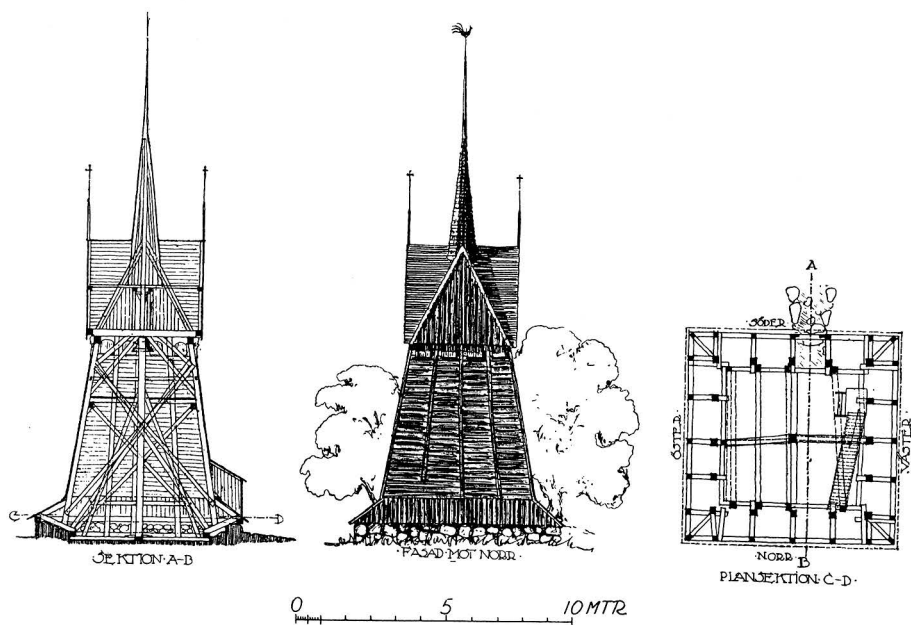 C
D
SEKTION·A-B
FASAD·MOT NORR·
A
SÖDER
ÖSTER
VÄSTER
·NORR·
B
PLANSEKTION·C-D·
0 5 10 MTR